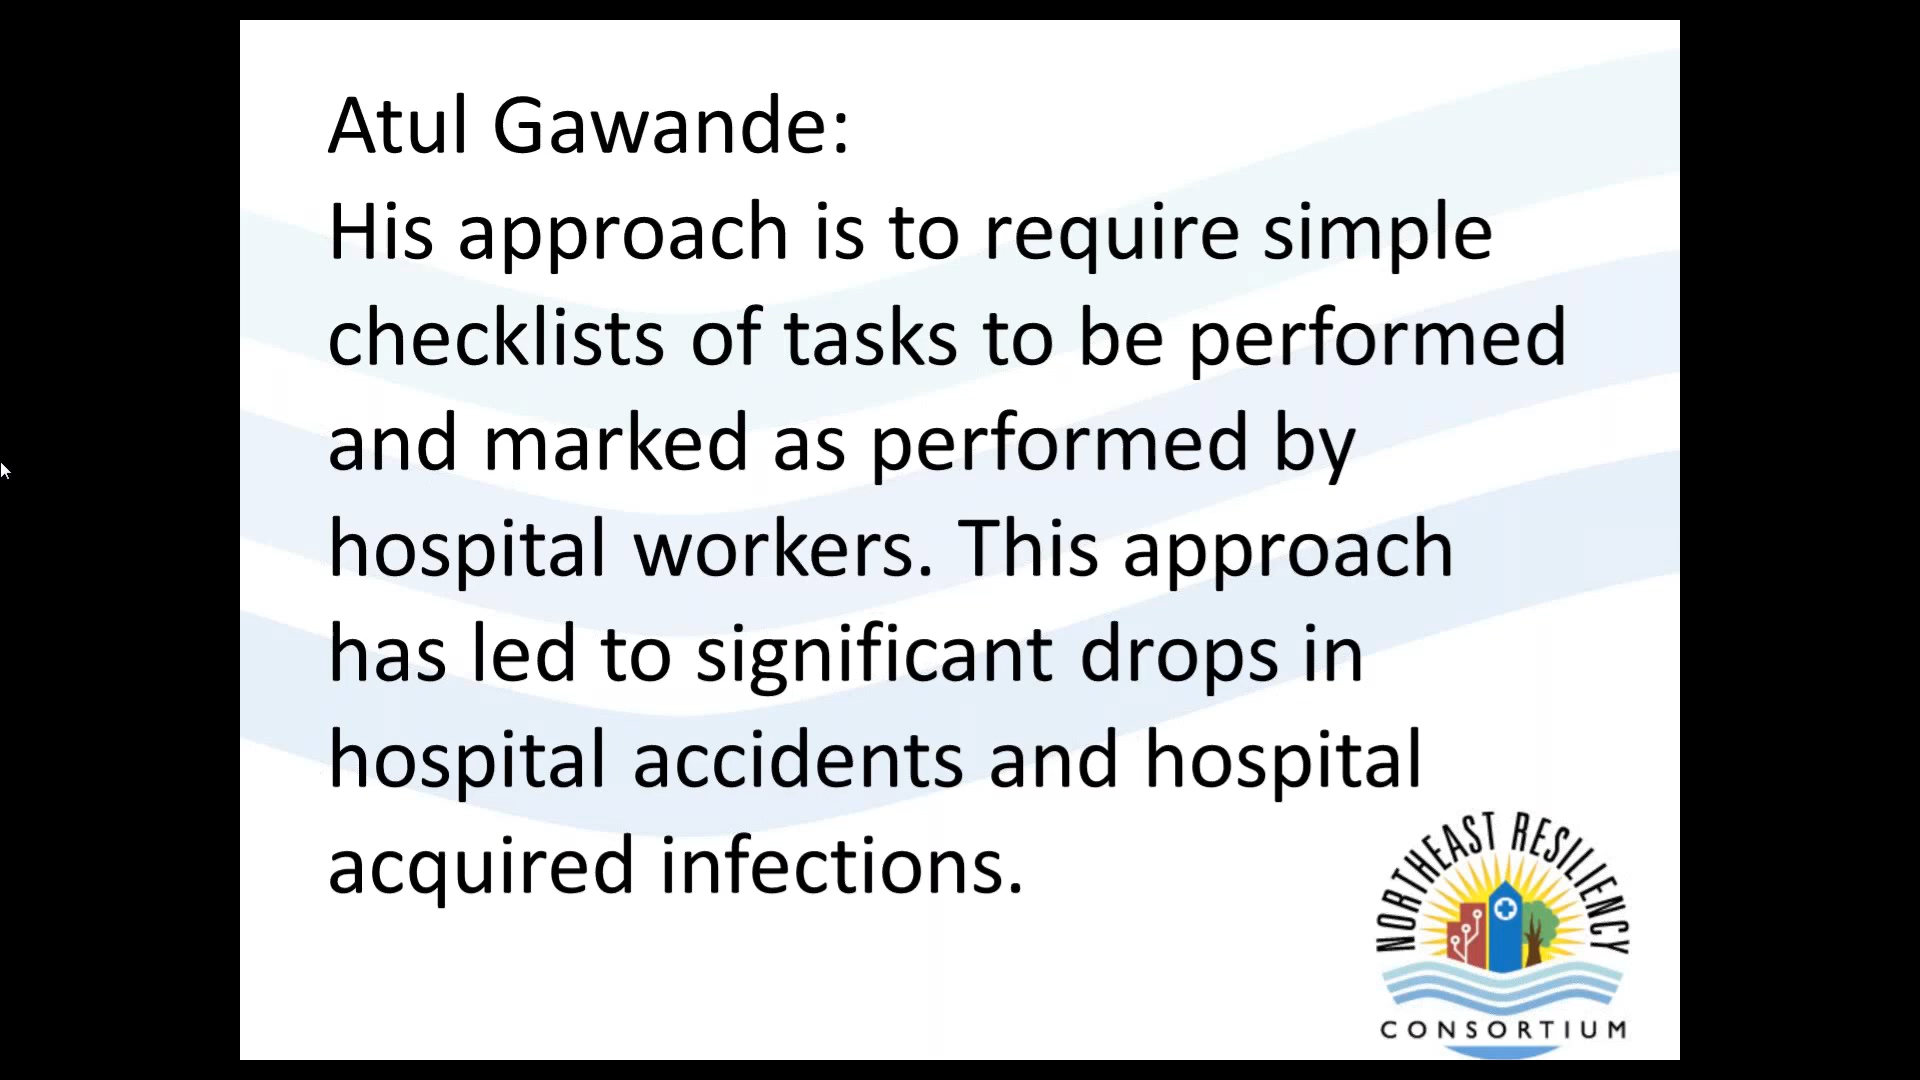 Atul Gawande:
His approach is to require simple
checklists of tasks to be performed
and marked as performed by
hospital workers. This approach
has led to significant drops in
hospital accidents and hospital
acquired infections.
NORTHEAST RESILIENCY
CONSORTIUM